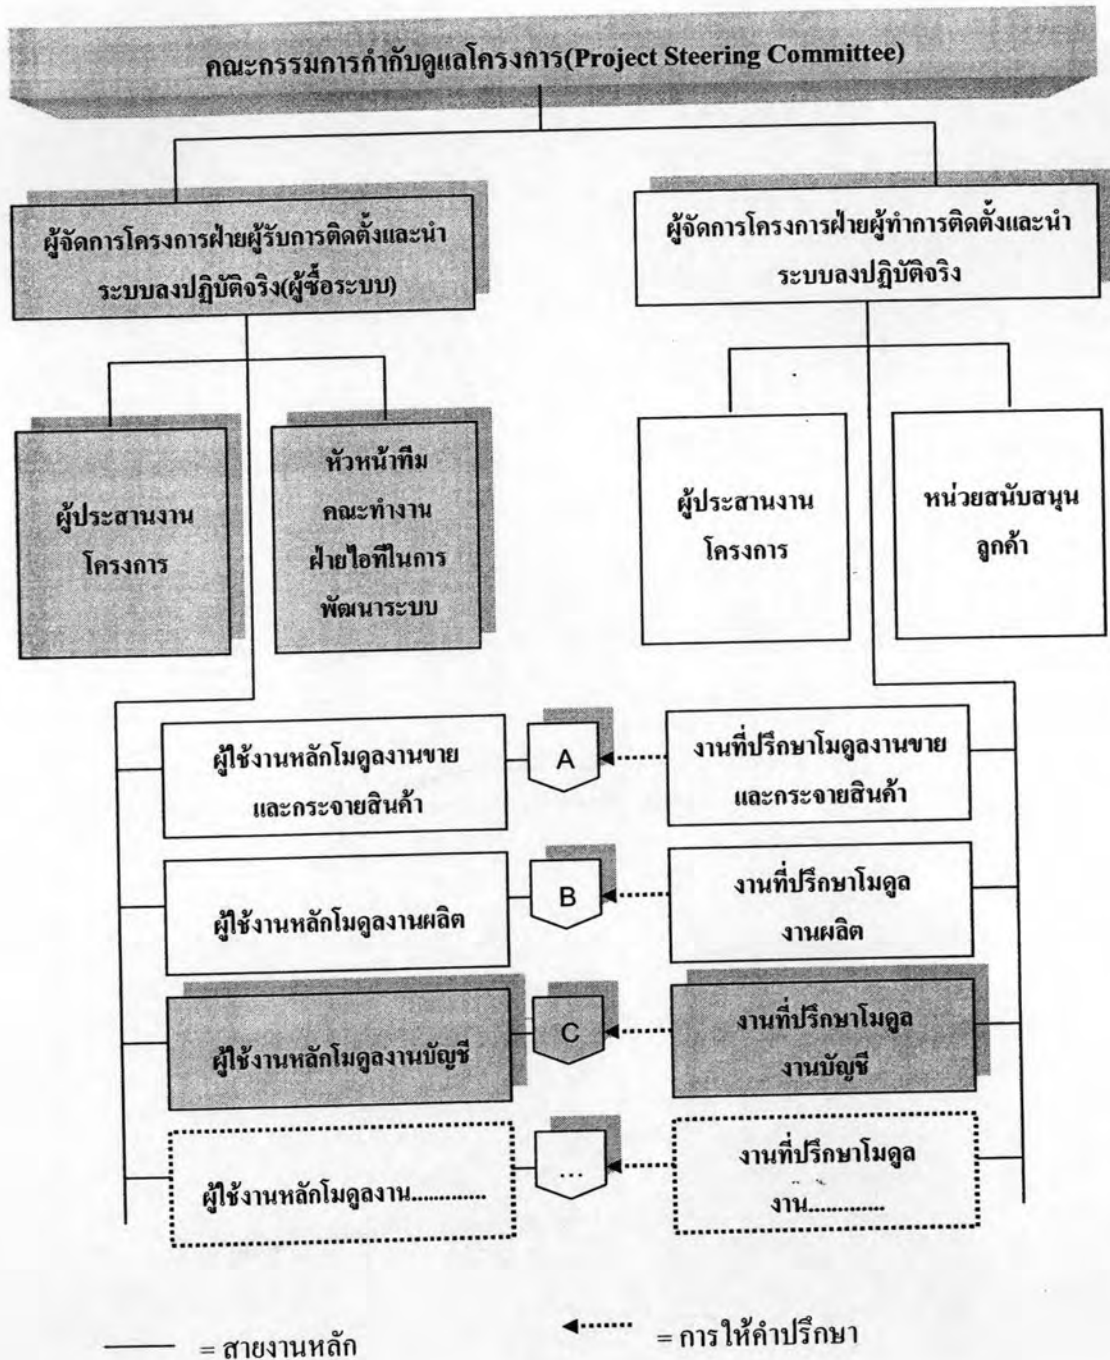 คณะกรรมการกำกับดูแลโครงการ(Project Steering Committee)
ผู้จัดการโครงการฝ่ายผู้รับการติดตั้งและนำ
ระบบลงปฏิบัติจริง(ผู้ซื้อระบบ)
ผู้จัดการโครงการฝ่ายผู้ทำการติดตั้งและนำ
ระบบลงปฏิบัติจริง
ผู้ประสานงาน
โครงการ
หัวหน้าทีม
คณะทำงาน
ฝ่ายไอทีในการ
พัฒนาระบบ
ผู้ประสานงาน
โครงการ
หน่วยสนับสนุน
ลูกค้า
ผู้ใช้งานหลักโมดูลงานขาย
และกระจายสินค้า
A
งานที่ปรึกษาโมดูลงานขาย
และกระจายสินค้า
ผู้ใช้งานหลักโมดูลงานผลิต
B
งานที่ปรึกษาโมดูล
งานผลิต
ผู้ใช้งานหลักโมดูลงานบัญชี
C
งานที่ปรึกษาโมดูล
งานบัญชี
ผู้ใช้งานหลักโมดูลงาน.............
...
งานที่ปรึกษาโมดูล
งาน.............
= สายงานหลัก
= การให้คำปรึกษา